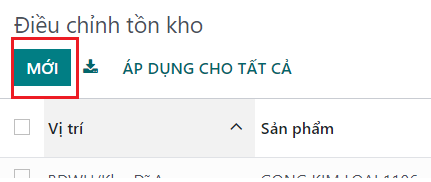 Điều chỉnh tồn kho
MỚI ÁP DỤNG CHO TẤT CẢ
Vị trí Sản phẩm